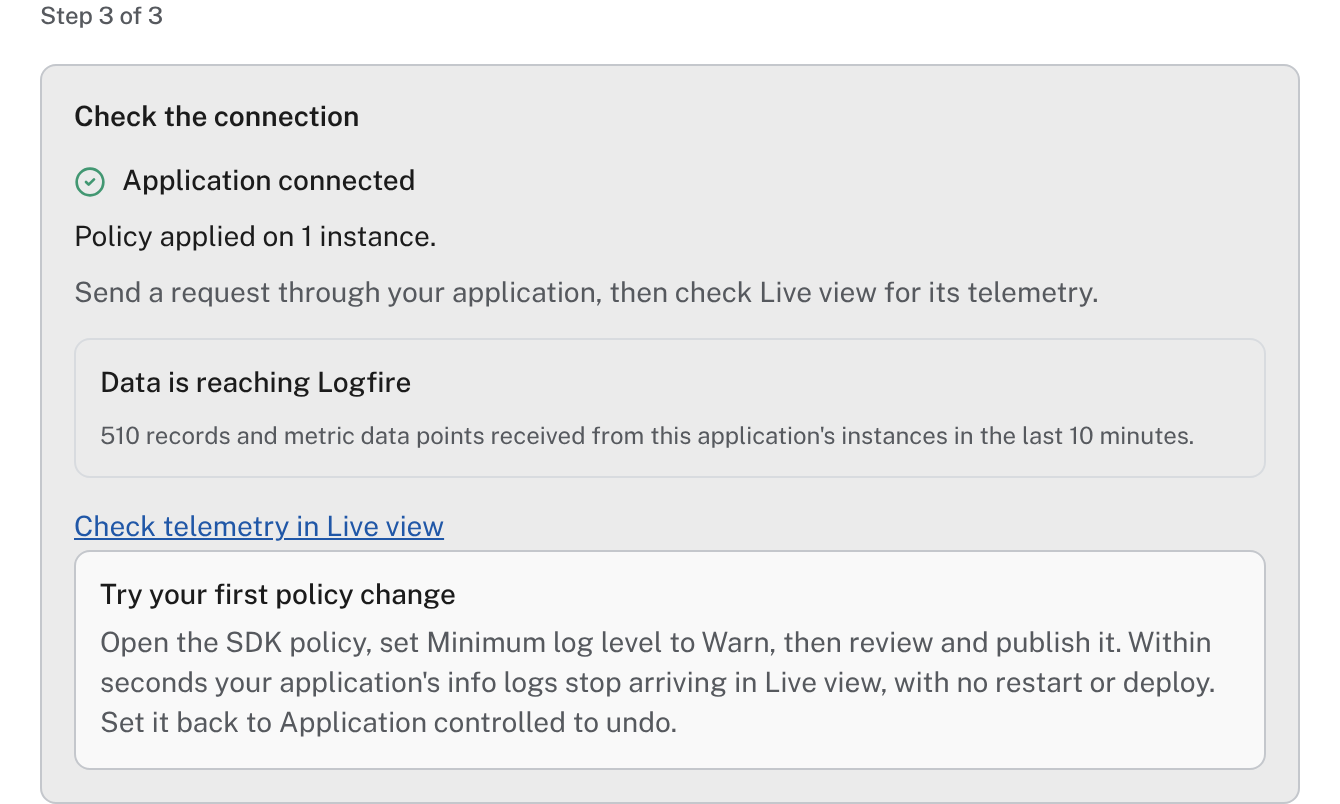 Step 3 of 3
Check the connection
Application connected
Policy applied on 1 instance.
Send a request through your application, then check Live view for its telemetry.
Data is reaching Logfire
510 records and metric data points received from this application's instances in the last 10 minutes.
Check telemetry in Live view
Try your first policy change
Open the SDK policy, set Minimum log level to Warn, then review and publish it. Within
seconds your application's info logs stop arriving in Live view, with no restart or deploy.
Set it back to Application controlled to undo.